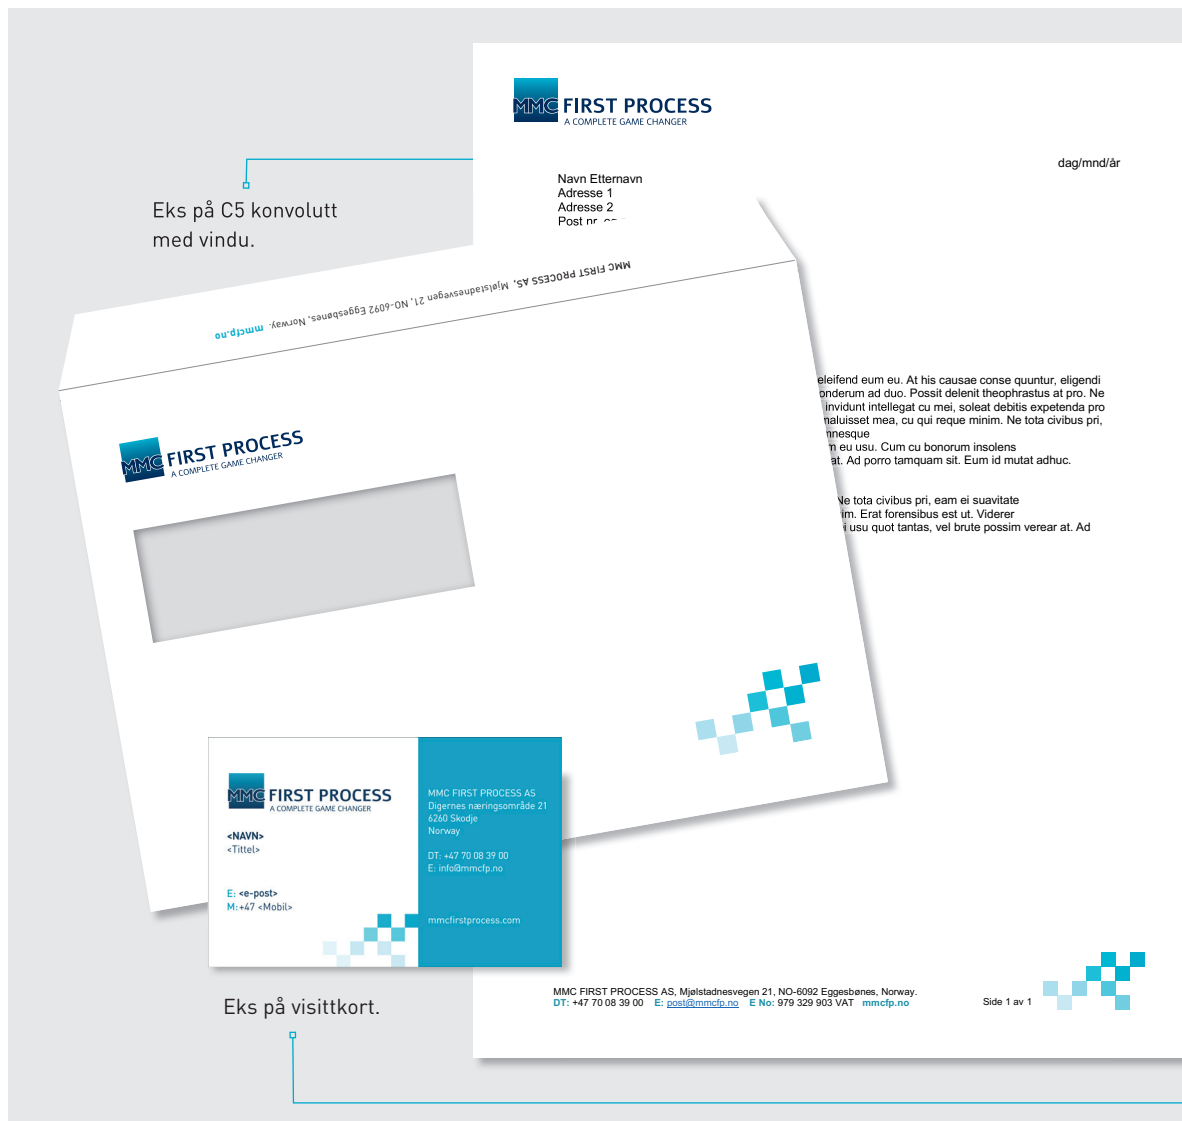 MMC FIRST PROCESS
A COMPLETE GAME CHANGER
dag/mnd/år
Navn Etternavn
Adresse 1
Adresse 2
Post nr.
Eks på C5 konvolutt
med vindu.
MMC FIRST PROCESS AS, Mjølstadnesvegen 21, NO-6092 Eggesbønes, Norway. mmcfp.no
eleifend eum eu. At his causae conse quuntur, eligendi
onderum ad duo. Possit delenit theophrastus at pro. Ne
invidunt intellegat cu mei, soleat debitis expetenda pro
maluisset mea, cu qui reque minim. Ne tota civibus pri,
mnesque
eu usu. Cum cu bonorum insolens
at. Ad porro tamquam sit. Eum id mutat adhuc.
Ne tota civibus pri, eam ei suavitate
im. Erat forensibus est ut. Viderer
usu quot tantas, vel brute possim verear at. Ad
MMC FIRST PROCESS
A COMPLETE GAME CHANGER
MMC FIRST PROCESS
A COMPLETE GAME CHANGER
<NAVN>
<Tittel>
E: <e-post>
M:+47 <Mobil>
MMC FIRST PROCESS AS
Digernes næringsområde 21
6260 Skodje
Norway
DT: +47 70 08 39 00
E: info@mmcfp.no
mmcfirstprocess.com
Eks på visittkort.
MMC FIRST PROCESS AS, Mjølstadnesvegen 21, NO-6092 Eggesbønes, Norway.
DT: +47 70 08 39 00 E: post@mmcfp.no E No: 979 329 903 VAT mmcfp.no
Side 1 av 1